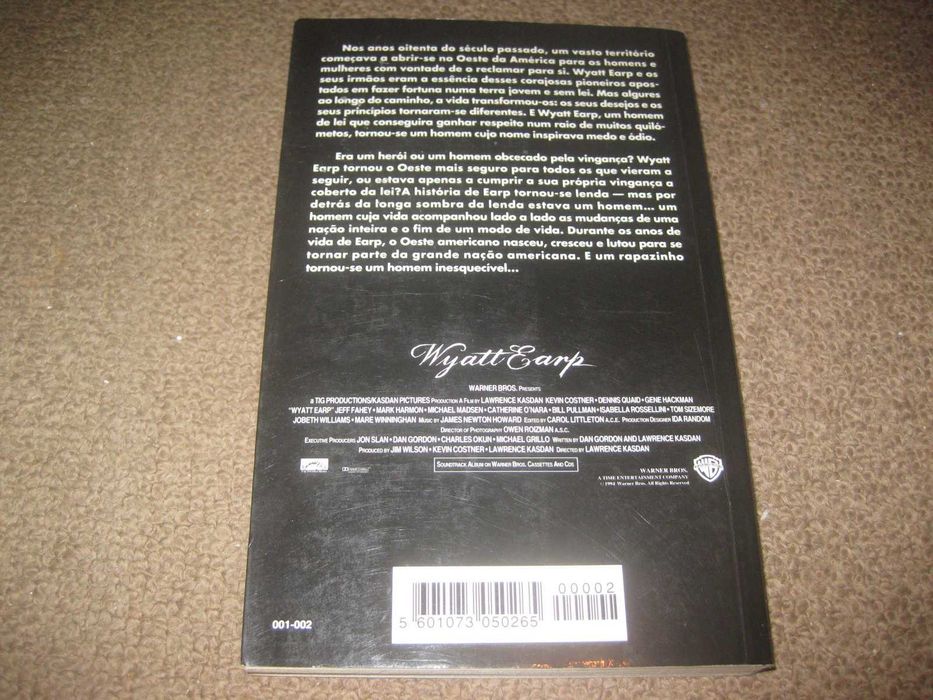 Nos anos oitenta do século passado, um vasto território
começava a abrir-se no Oeste da América para os homens e
mulheres com vontade de o reclamar para si. Wyatt Earp e os
seus irmãos eram a essência desses corajosos pioneiros apos-
tados em fazer fortuna numa terra jovem e sem lei. Mas algures
ao longo do caminho, a vida transformou-os: os seus desejos e os
seus princípios tornaram-se diferentes. E Wyatt Earp, um homem
de lei que conseguira ganhar respeito num raio de muitos quiló-
metros, tornou-se um homem cujo nome inspirava medo e ódio.
Era um herói ou um homem obcecado pela vingança? Wyatt
Earp tornou o Oeste mais seguro para todos os que vieram a
seguir, ou estava apenas a cumprir a sua própria vingança a
coberto da lei?A história de Earp tornou-se lenda — mas por
detrás da longa sombra da lenda estava um homem... um
homem cuja vida acompanhou lado a lado as mudanças de uma
nação inteira e o fim de um modo de vida. Durante os anos de
vida de Earp, o Oeste americano nasceu, cresceu e lutou para se
tornar parte da grande nação americana. E um rapazinho
tornou-se um homem inesquecível...
Wyatt Earp
WARNER BROS. PRESENTS
A TIG PRODUCTIONS/KASDAN PICTURES PRODUCTION A FILM BY LAWRENCE KASDAN KEVIN COSTNER • DENNIS QUAID • GENE HACKMAN
"WYATT EARP" JEFF FAHEY • MARK HARMON • MICHAEL MADSEN • CATHERINE O'NARA • BILL PULLMAN • ISABELLA ROSSELLINI • TOM SIZEMORE
JOBETH WILLIAMS • MARE WINNINGHAN MUSIC BY JAMES NEWTON HOWARD EDITED BY CAROL LITTLETON A.C.E. PRODUCTION DESIGNER IDA RANDOM
DIRECTOR OF PHOTOGRAPHY OWEN ROIZMAN A.S.C.
EXECUTIVE PRODUCERS JON SLAN • DAN GORDON • CHARLES OKUN • MICHAEL GRILLO WRITTEN BY DAN GORDON AND LAWRENCE KASDAN
PRODUCED BY JIM WILSON • KEVIN COSTNER • LAWRENCE KASDAN DIRECTED BY LAWRENCE KASDAN
SOUNDTRACK ALBUM ON WARNER BROS. CASSETTES AND CDS
WARNER BROS.
A TIME ENTERTAINMENT COMPANY
© 1994 Warner Bros. All Rights Reserved
00002
5 601073 050265
001-002